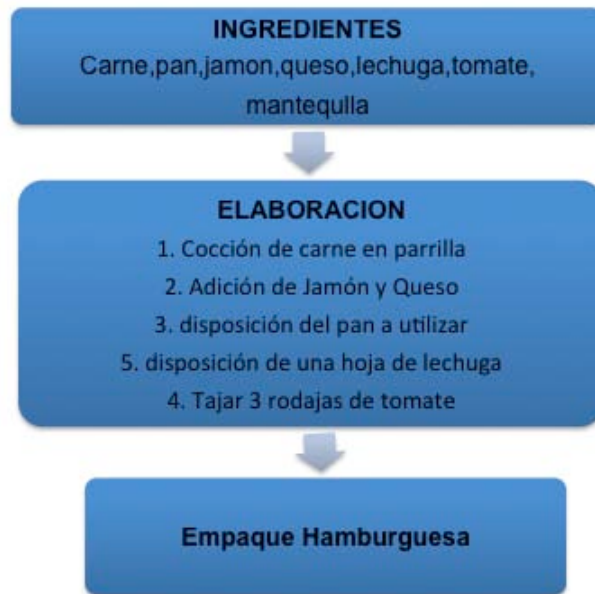 INGREDIENTES
Carne,pan,jamon,queso,lechuga,tomate,
mantequlla
ELABORACION
1. Cocción de carne en parrilla
2. Adición de Jamón y Queso
3. disposición del pan a utilizar
5. disposición de una hoja de lechuga
4. Tajar 3 rodajas de tomate
Empaque Hamburguesa